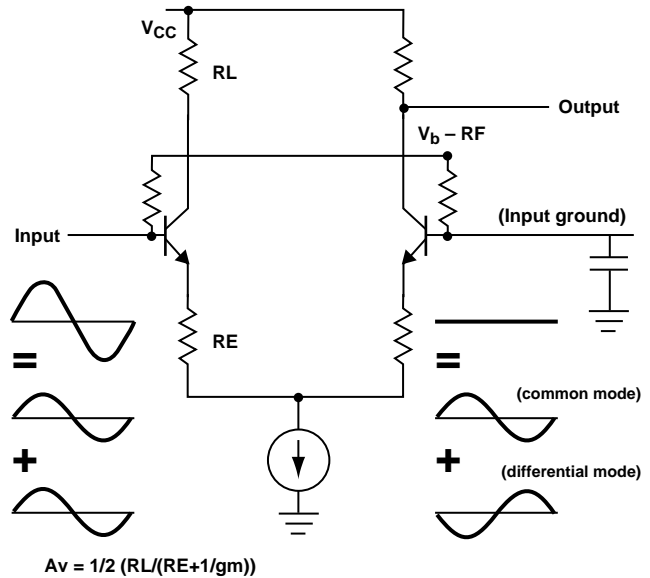 V_CC
RL
Output
V_b – RF
(Input ground)
Input
RE
=
=
(common mode)
+
+
(differential mode)
Av = 1/2 (RL/(RE+1/gm))